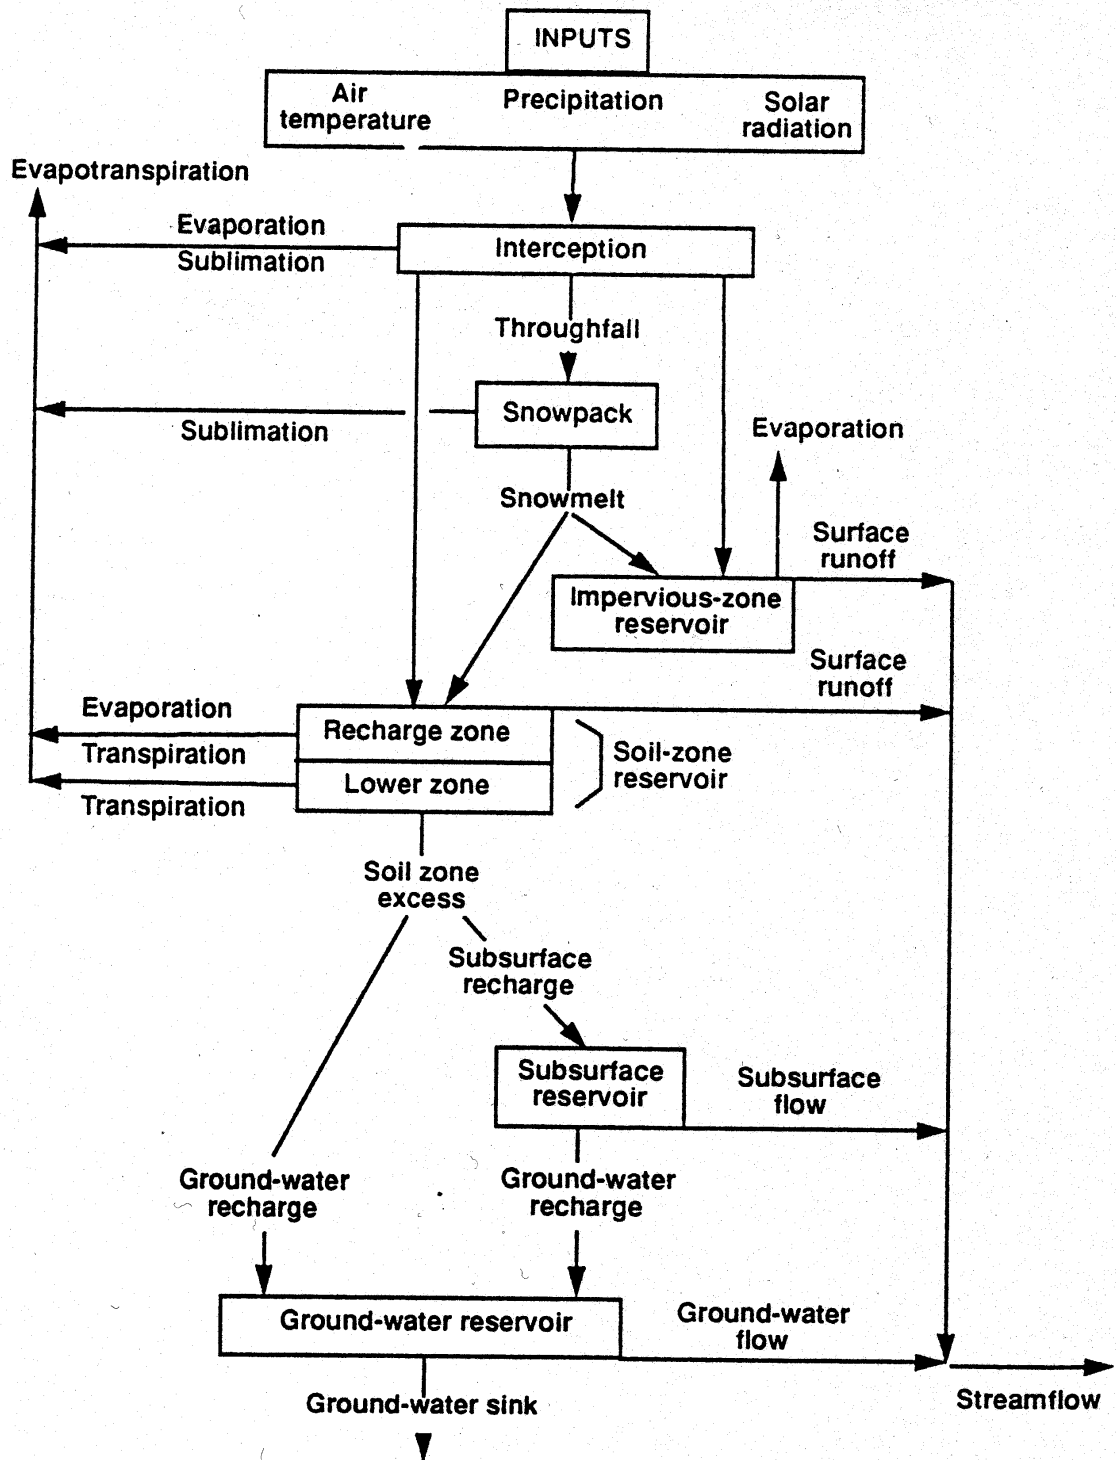 INPUTS
Air
temperature
Precipitation
Solar
radiation
Evapotranspiration
Evaporation
Sublimation
Interception
Throughfall
Snowpack
Sublimation
Evaporation
Snowmelt
Surface
runoff
Impervious-zone
reservoir
Surface
runoff
Evaporation
Transpiration
Recharge zone
Lower zone
Soil-zone
reservoir
Transpiration
Soil zone
excess
Subsurface
recharge
Subsurface
reservoir
Subsurface
flow
Ground-water
recharge
Ground-water
recharge
Ground-water reservoir
Ground-water
flow
Ground-water sink
Streamflow